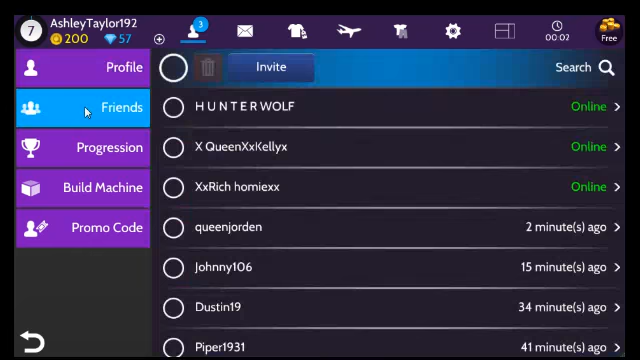 AshleyTaylor192
7
200
57
3
00:02
Free
Profile
Friends
Progression
Build Machine
Promo Code
Invite
Search
H U N T E R WOLF
Online
X QueenXxKellyx
Online
XxRich homiexx
Online
queenjorden
2 minute(s) ago
Johnny106
15 minute(s) ago
Dustin19
34 minute(s) ago
Piper1931
41 minute(s) ago